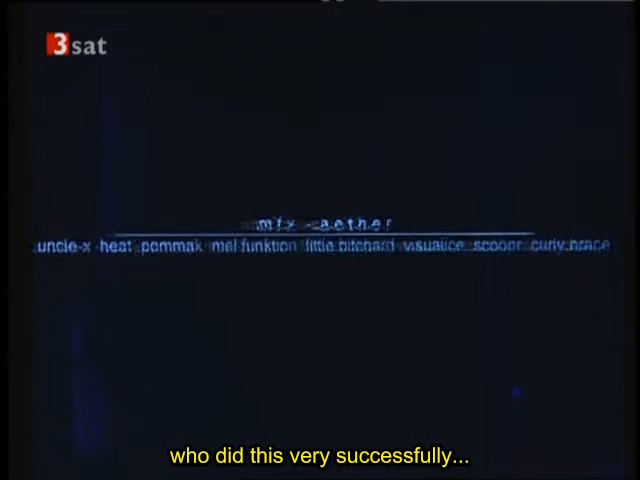 3sat
mfx -aether
uncle-x heat pommak mel funktion little bitchard visualice scoopr curly.brace
who did this very successfully...